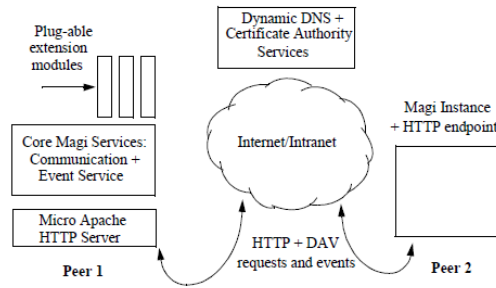 Plug-able
extension
modules
Dynamic DNS +
Certificate Authority
Services
Core Magi Services:
Communication +
Event Service
Internet/Intranet
Magi Instance
+ HTTP endpoint
Micro Apache
HTTP Server
HTTP + DAV
requests and events
Peer 1
Peer 2